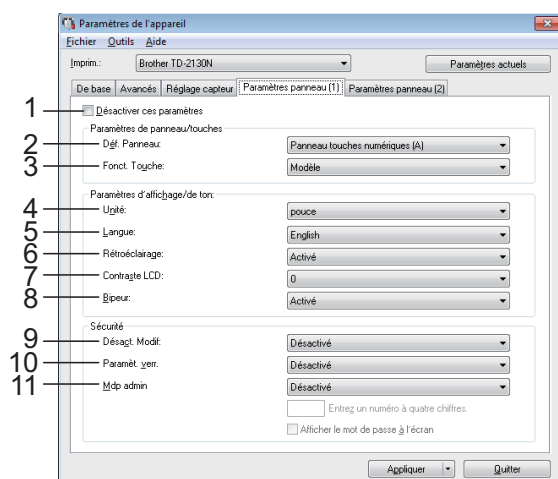 Paramètres de l'appareil
Fichier Outils Aide
Imprim.: Brother TD-2130N Paramètres actuels
De base Avancés Réglage capteur Paramètres panneau (1) Paramètres panneau (2)
1 Désactiver ces paramètres
Paramètres de panneau/touches
2 Déf. Panneau: Panneau touches numériques (A)
3 Fonct. Touche: Modèle
Paramètres d'affichage/de ton:
4 Unité: pouce
5 Langue: English
6 Rétroéclairage: Activé
7 Contraste LCD: 0
8 Bipeur: Activé
Sécurité
9 Désact. Modif: Désactivé
10 Paramèt. verr. Désactivé
11 Mdp admin Désactivé
Entrez un numéro à quatre chiffres.
Afficher le mot de passe à l'écran
Appliquer Quitter